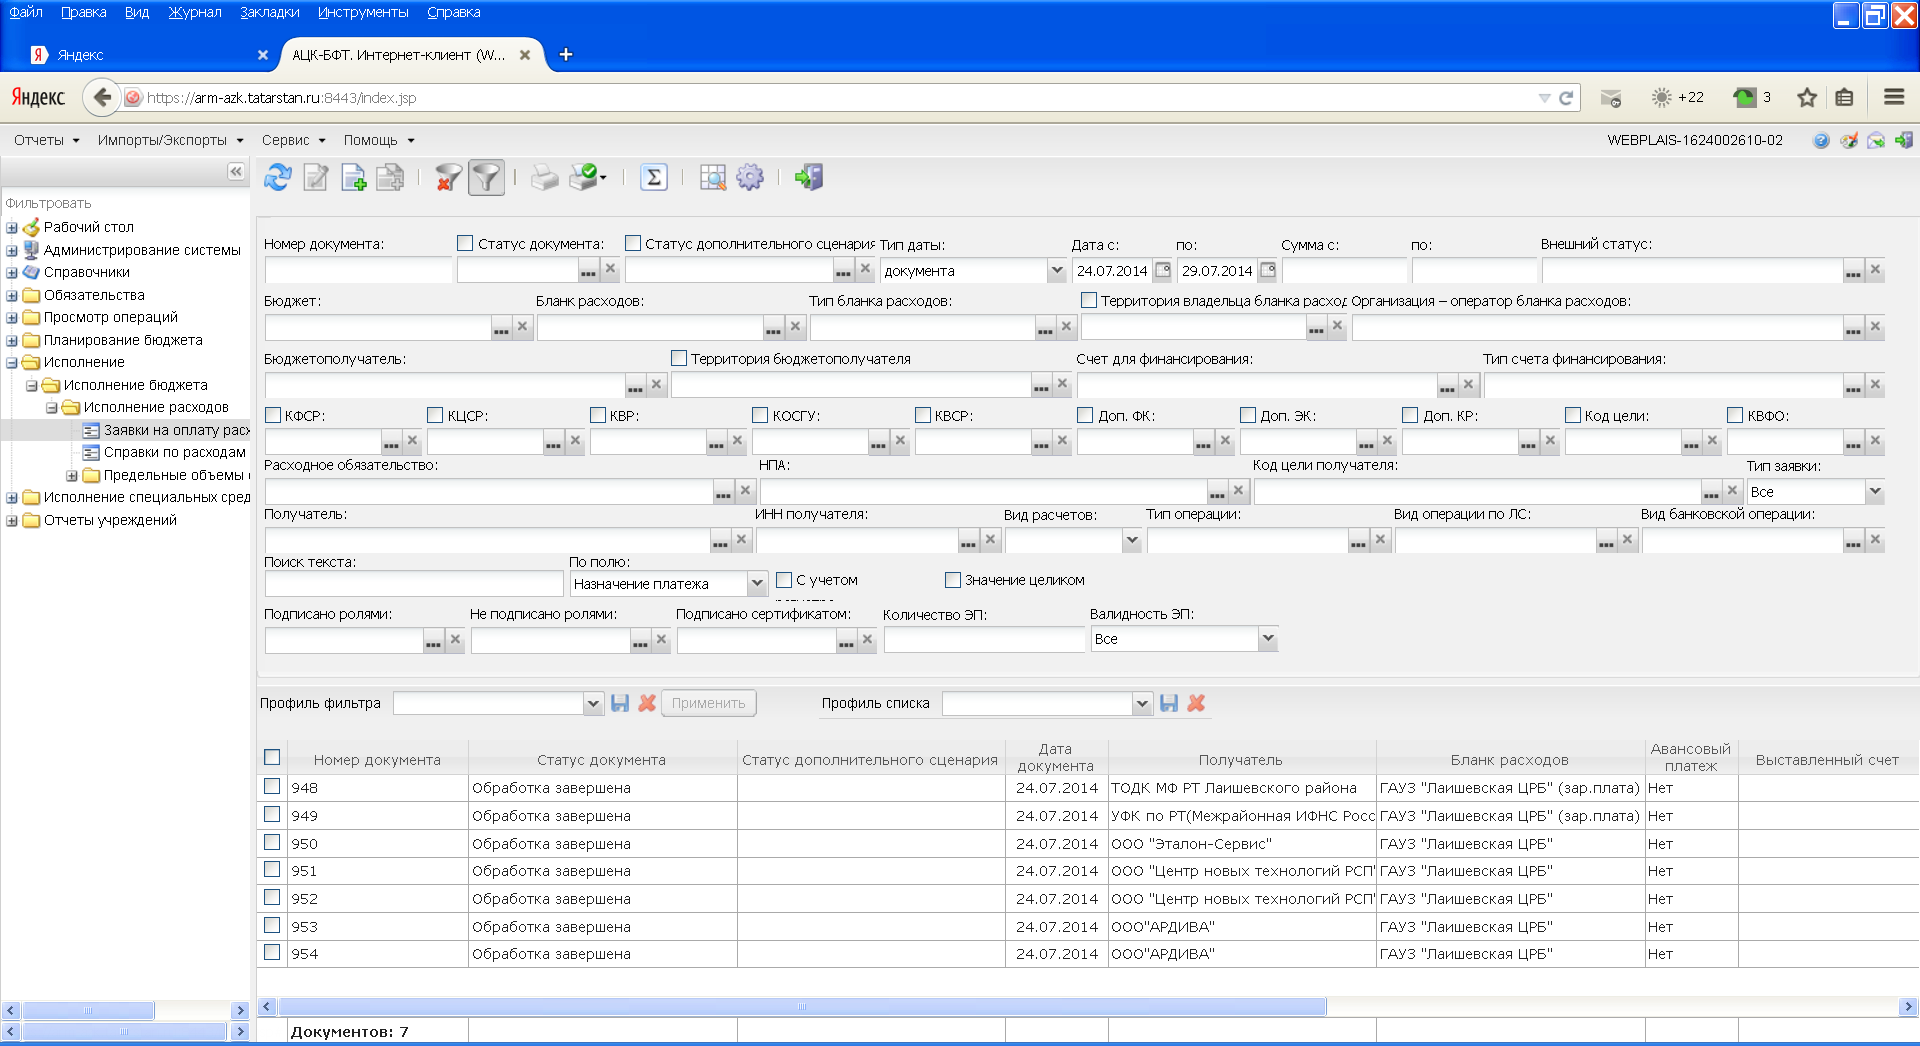 Файл Правка Вид Журнал Закладки Инструменты Справка
Я Яндекс АЦК-БФТ. Интернет-клиент (W...
Яндекс https://arm-azk.tatarstan.ru:8443/index.jsp +22 3
Отчеты Импорты/Экспорты Сервис Помощь WEBPLAIS-1624002610-02
Фильтровать
Рабочий стол
Администрирование системы
Справочники
Обязательства
Просмотр операций
Планирование бюджета
Исполнение
Исполнение бюджета
Исполнение расходов
Заявки на оплату расх
Справки по расходам
Предельные объемы
Исполнение специальных сред
Отчеты учреждений
Номер документа: Статус документа: Статус дополнительного сценария Тип даты: Дата с: по: Сумма с: по: Внешний статус:
документа 24.07.2014 29.07.2014
Бюджет: Бланк расходов: Тип бланка расходов: Территория владельца бланка расход Организация – оператор бланка расходов:
Бюджетополучатель: Территория бюджетополучателя Счет для финансирования: Тип счета финансирования:
КФСР: КЦСР: КВР: КОСГУ: КВСР: Доп. ФК: Доп. ЭК: Доп. КР: Код цели: КВФО:
Расходное обязательство: НПА: Код цели получателя: Тип заявки:
Все
Получатель: ИНН получателя: Вид расчетов: Тип операции: Вид операции по ЛС: Вид банковской операции:
Поиск текста: По полю:
Назначение платежа С учетом Значение целиком
Подписано ролями: Не подписано ролями: Подписано сертификатом: Количество ЭП: Валидность ЭП:
Все
Профиль фильтра Применить Профиль списка
Номер документа Статус документа Статус дополнительного сценария Дата документа Получатель Бланк расходов Авансовый платеж Выставленный счет
948 Обработка завершена 24.07.2014 ТОДК МФ РТ Лаишевского района ГАУЗ "Лаишевская ЦРБ" (зар.плата) Нет
949 Обработка завершена 24.07.2014 УФК по РТ(Межрайонная ИФНС Росс ГАУЗ "Лаишевская ЦРБ" (зар.плата) Нет
950 Обработка завершена 24.07.2014 ООО "Эталон-Сервис" ГАУЗ "Лаишевская ЦРБ" Нет
951 Обработка завершена 24.07.2014 ООО "Центр новых технологий РСП" ГАУЗ "Лаишевская ЦРБ" Нет
952 Обработка завершена 24.07.2014 ООО "Центр новых технологий РСП" ГАУЗ "Лаишевская ЦРБ" Нет
953 Обработка завершена 24.07.2014 ООО"АРДИВА" ГАУЗ "Лаишевская ЦРБ" Нет
954 Обработка завершена 24.07.2014 ООО"АРДИВА" ГАУЗ "Лаишевская ЦРБ" Нет
Документов: 7